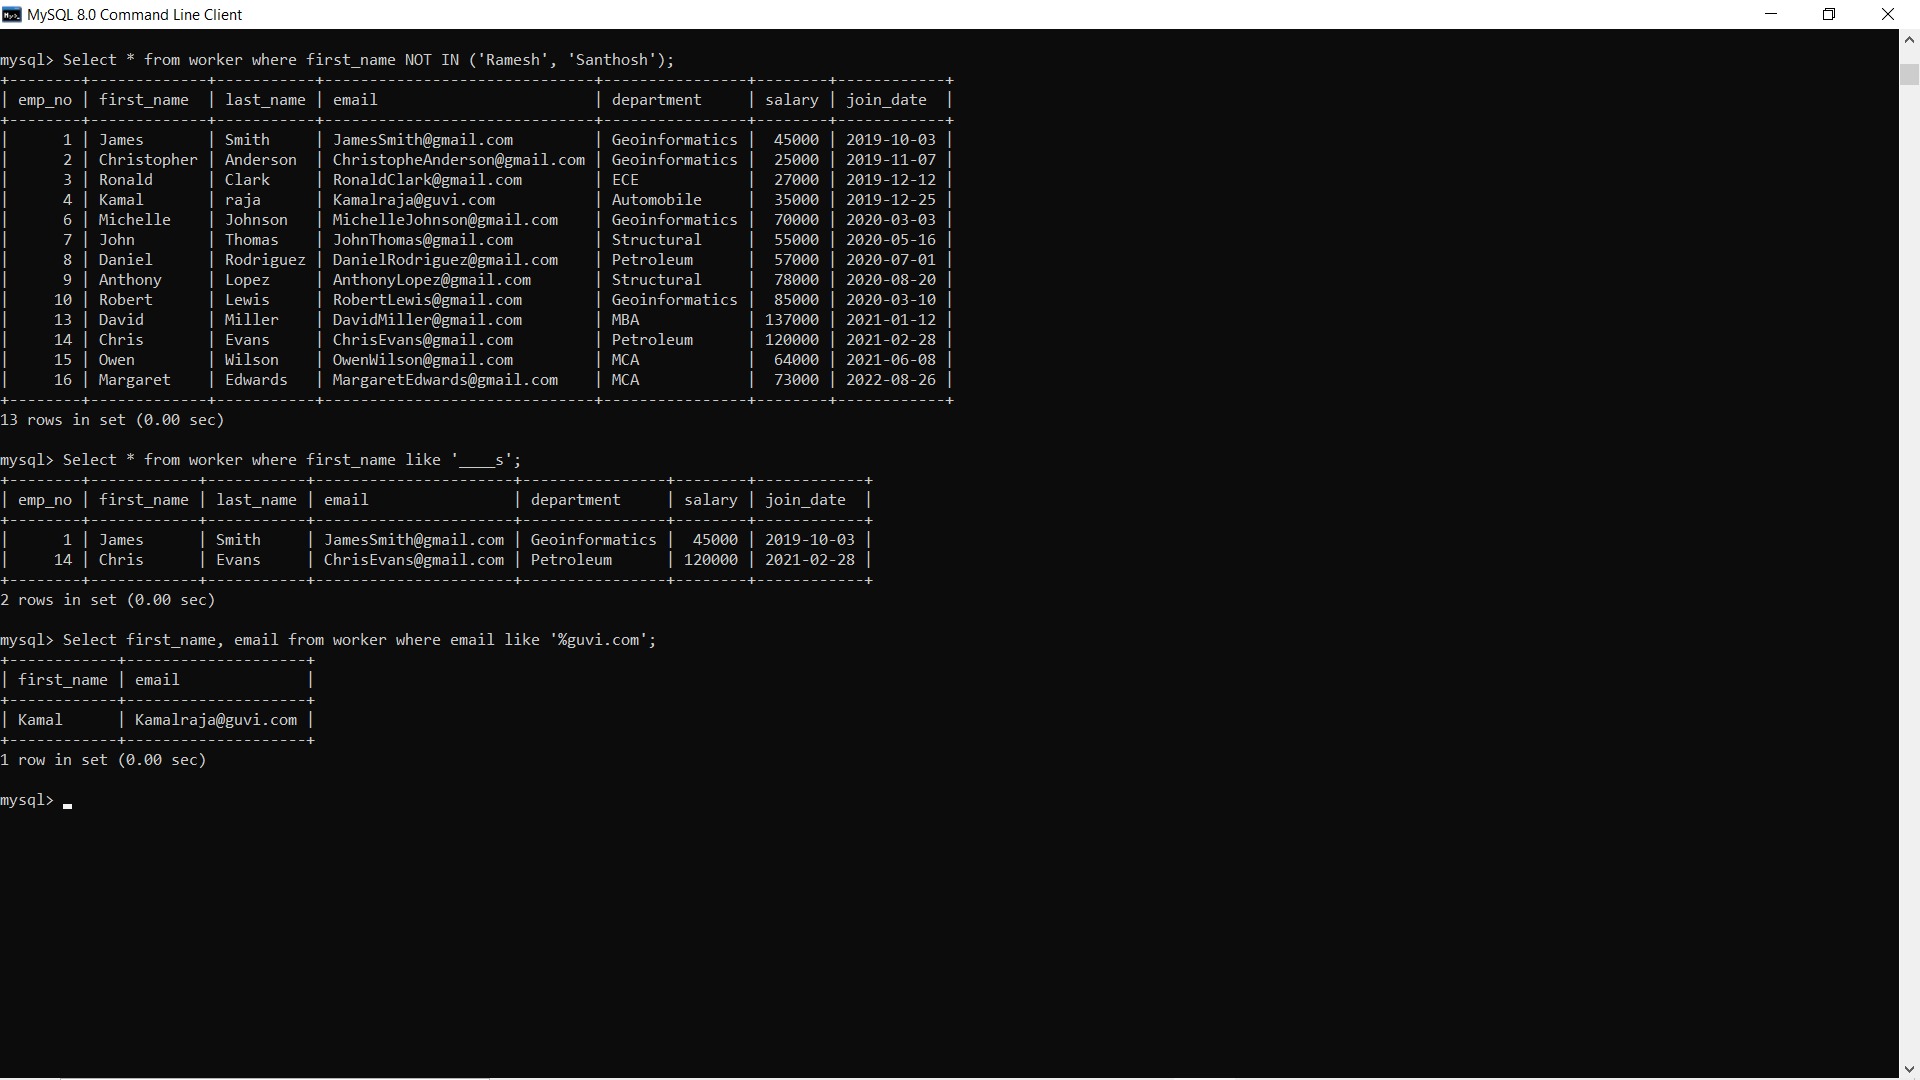 MySQL 8.0 Command Line Client
mysql> Select * from worker where first_name NOT IN ('Ramesh', 'Santhosh');
+--------+-------------+-----------+------------------------------+----------------+--------+------------+
| emp_no | first_name  | last_name | email                        | department     | salary | join_date  |
+--------+-------------+-----------+------------------------------+----------------+--------+------------+
|      1 | James       | Smith     | JamesSmith@gmail.com         | Geoinformatics |  45000 | 2019-10-03 |
|      2 | Christopher | Anderson  | ChristopheAnderson@gmail.com | Geoinformatics |  25000 | 2019-11-07 |
|      3 | Ronald      | Clark     | RonaldClark@gmail.com        | ECE            |  27000 | 2019-12-12 |
|      4 | Kamal       | raja      | Kamalraja@guvi.com           | Automobile     |  35000 | 2019-12-25 |
|      6 | Michelle    | Johnson   | MichelleJohnson@gmail.com    | Geoinformatics |  70000 | 2020-03-03 |
|      7 | John        | Thomas    | JohnThomas@gmail.com         | Structural     |  55000 | 2020-05-16 |
|      8 | Daniel      | Rodriguez | DanielRodriguez@gmail.com    | Petroleum      |  57000 | 2020-07-01 |
|      9 | Anthony     | Lopez     | AnthonyLopez@gmail.com       | Structural     |  78000 | 2020-08-20 |
|     10 | Robert      | Lewis     | RobertLewis@gmail.com        | Geoinformatics |  85000 | 2020-03-10 |
|     13 | David       | Miller    | DavidMiller@gmail.com        | MBA            | 137000 | 2021-01-12 |
|     14 | Chris       | Evans     | ChrisEvans@gmail.com         | Petroleum      | 120000 | 2021-02-28 |
|     15 | Owen        | Wilson    | OwenWilson@gmail.com         | MCA            |  64000 | 2021-06-08 |
|     16 | Margaret    | Edwards   | MargaretEdwards@gmail.com    | MCA            |  73000 | 2022-08-26 |
+--------+-------------+-----------+------------------------------+----------------+--------+------------+
13 rows in set (0.00 sec)
mysql> Select * from worker where first_name like '____s';
+--------+------------+-----------+----------------------+----------------+--------+------------+
| emp_no | first_name | last_name | email                | department     | salary | join_date  |
+--------+------------+-----------+----------------------+----------------+--------+------------+
|      1 | James      | Smith     | JamesSmith@gmail.com | Geoinformatics |  45000 | 2019-10-03 |
|     14 | Chris      | Evans     | ChrisEvans@gmail.com | Petroleum      | 120000 | 2021-02-28 |
+--------+------------+-----------+----------------------+----------------+--------+------------+
2 rows in set (0.00 sec)
mysql> Select first_name, email from worker where email like '%guvi.com';
+------------+--------------------+
| first_name | email              |
+------------+--------------------+
| Kamal      | Kamalraja@guvi.com |
+------------+--------------------+
1 row in set (0.00 sec)
mysql> _